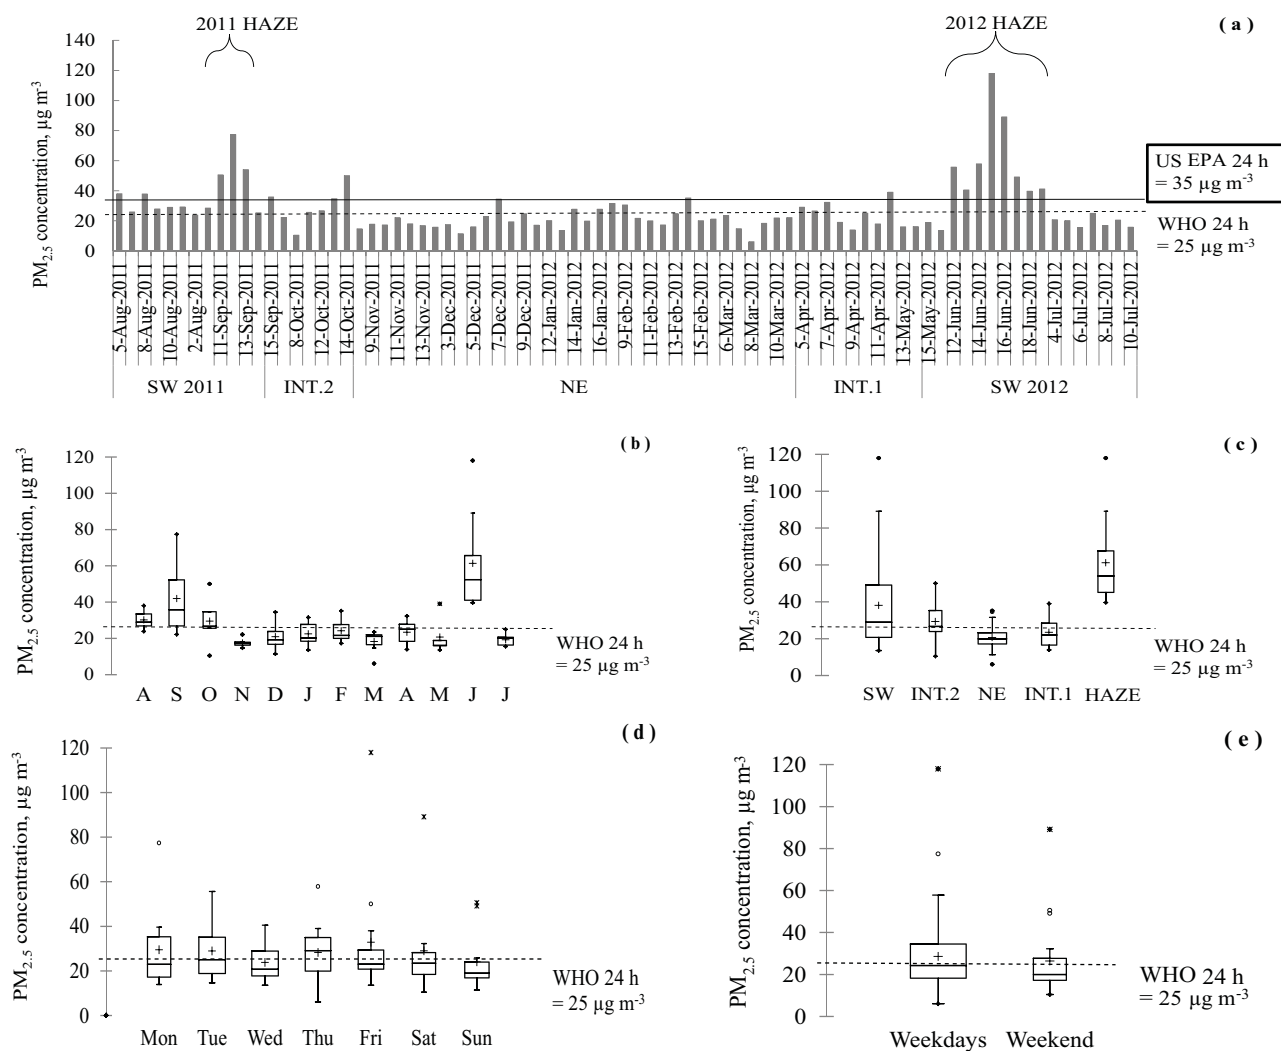 2011 HAZE
2012 HAZE
( a )
PM2.5 concentration, µg m-3
140
120
100
80
60
40
20
0
US EPA 24 h
= 35 µg m-3
WHO 24 h
= 25 µg m-3
5-Aug-2011
8-Aug-2011
10-Aug-2011
2-Aug-2011
11-Sep-2011
13-Sep-2011
15-Sep-2011
8-Oct-2011
12-Oct-2011
14-Oct-2011
9-Nov-2011
11-Nov-2011
13-Nov-2011
3-Dec-2011
5-Dec-2011
7-Dec-2011
9-Dec-2011
12-Jan-2012
14-Jan-2012
16-Jan-2012
9-Feb-2012
11-Feb-2012
13-Feb-2012
15-Feb-2012
6-Mar-2012
8-Mar-2012
10-Mar-2012
5-Apr-2012
7-Apr-2012
9-Apr-2012
11-Apr-2012
13-May-2012
15-May-2012
12-Jun-2012
14-Jun-2012
16-Jun-2012
18-Jun-2012
4-Jul-2012
6-Jul-2012
8-Jul-2012
10-Jul-2012
SW 2011
INT.2
NE
INT.1
SW 2012
( b )
PM2.5 concentration, µg m-3
120
100
80
60
40
20
0
A S O N D J F M A M J J
WHO 24 h
= 25 µg m-3
( c )
PM2.5 concentration, µg m-3
120
100
80
60
40
20
0
SW INT.2 NE INT.1 HAZE
WHO 24 h
= 25 µg m-3
( d )
PM2.5 concentration, µg m-3
120
100
80
60
40
20
0
Mon Tue Wed Thu Fri Sat Sun
WHO 24 h
= 25 µg m-3
( e )
PM2.5 concentration, µg m-3
120
100
80
60
40
20
0
Weekdays Weekend
WHO 24 h
= 25 µg m-3